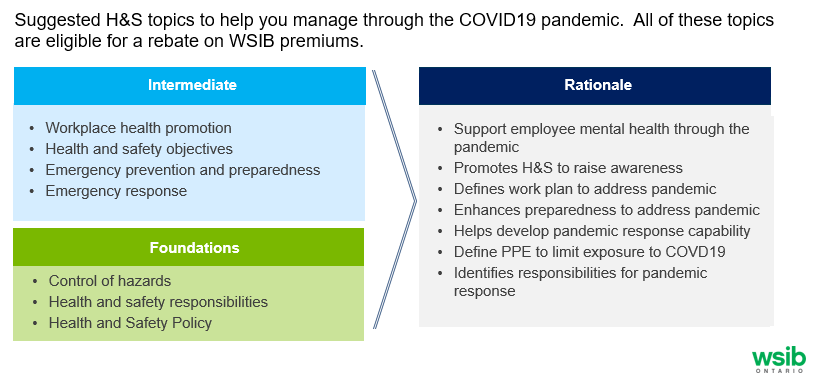 Suggested H&S topics to help you manage through the COVID19 pandemic.  All of these topics
are eligible for a rebate on WSIB premiums.
Intermediate
• Workplace health promotion
• Health and safety objectives
• Emergency prevention and preparedness
• Emergency response
Foundations
• Control of hazards
• Health and safety responsibilities
• Health and Safety Policy
Rationale
• Support employee mental health through the
pandemic
• Promotes H&S to raise awareness
• Defines work plan to address pandemic
• Enhances preparedness to address pandemic
• Helps develop pandemic response capability
• Define PPE to limit exposure to COVD19
• Identifies responsibilities for pandemic
response
wsib
ONTARIO